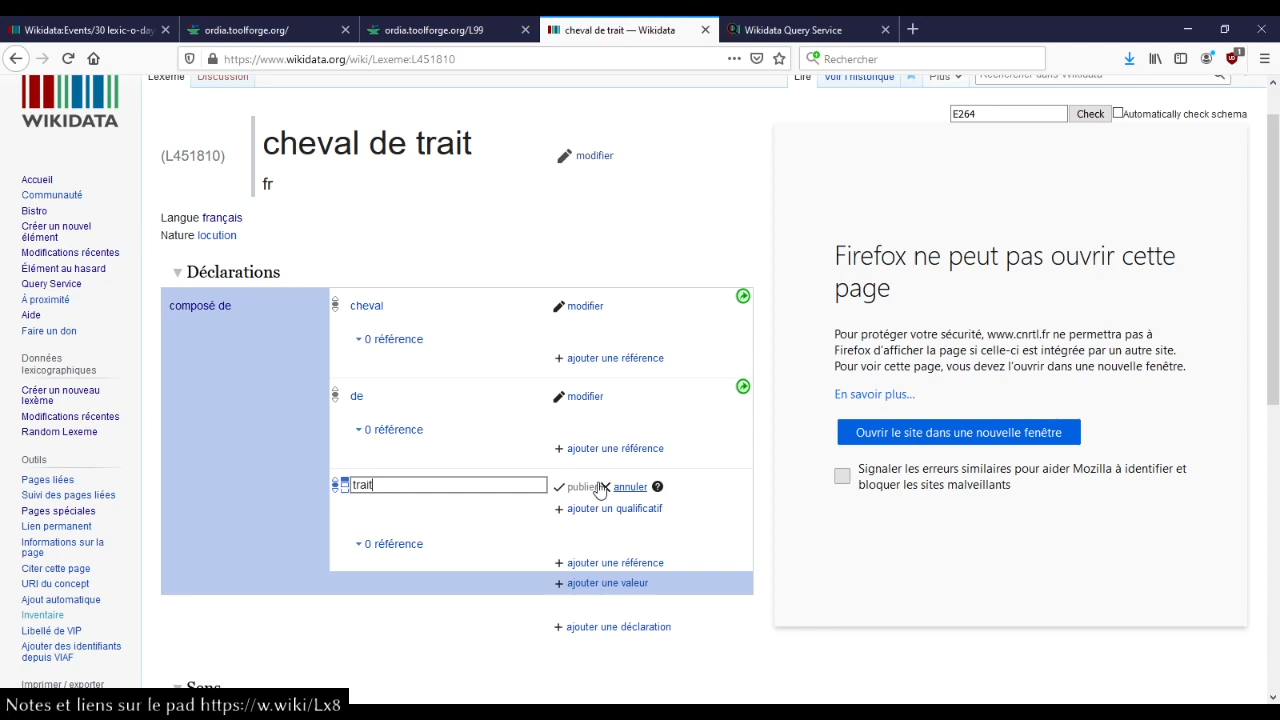 Wikidata:Events/30 lexic-o-day
ordia.toolforge.org/
ordia.toolforge.org/L99
cheval de trait — Wikidata
Wikidata Query Service
https://www.wikidata.org/wiki/Lexeme:L451810
Rechercher
1
Lexème
Discussion
Lire
Voir l'historique
Plus
Rechercher dans Wikidata
WIKIDATA
Accueil
Communauté
Bistro
Créer un nouvel
élément
Modifications récentes
Élément au hasard
Query Service
À proximité
Aide
Faire un don
Données
lexicographiques
Créer un nouveau
lexème
Modifications récentes
Random Lexeme
Outils
Pages liées
Suivi des pages liées
Pages spéciales
Lien permanent
Informations sur la
page
Citer cette page
URI du concept
Ajout automatique
Inventaire
Libellé de VIP
Ajouter des identifiants
depuis VIAF
Imprimer / exporter
(L451810)
cheval de trait
modifier
fr
Langue français
Nature locution
Déclarations
composé de
cheval
modifier
0 référence
+ ajouter une référence
de
modifier
0 référence
+ ajouter une référence
trait
publier
annuler
+ ajouter un qualificatif
0 référence
+ ajouter une référence
+ ajouter une valeur
+ ajouter une déclaration
Sens
E264
Check
Automatically check schema
Firefox ne peut pas ouvrir cette
page
Pour protéger votre sécurité, www.cnrtl.fr ne permettra pas à
Firefox d'afficher la page si celle-ci est intégrée par un autre site.
Pour voir cette page, vous devez l'ouvrir dans une nouvelle fenêtre.
En savoir plus…
Ouvrir le site dans une nouvelle fenêtre
Signaler les erreurs similaires pour aider Mozilla à identifier et
bloquer les sites malveillants
Notes et liens sur le pad https://w.wiki/Lx8